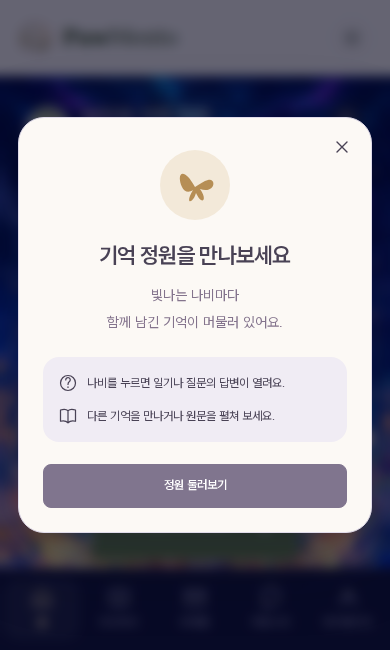 기억 정원을 만나보세요
빛나는 나비마다
함께 남긴 기억이 머물러 있어요.
나비를 누르면 일기나 질문의 답변이 열려요.
다른 기억을 만나거나 원문을 펼쳐 보세요.
정원 둘러보기